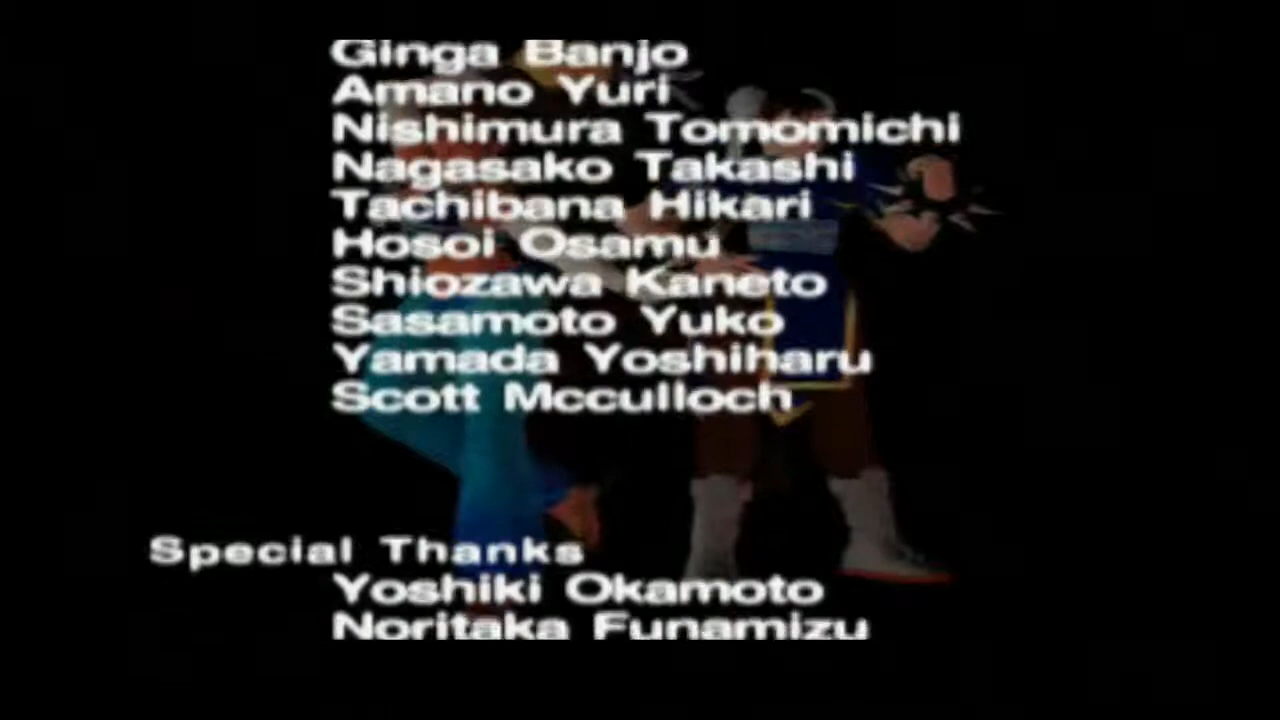 Ginga Banjo
Amano Yuri
Nishimura Tomomichi
Nagasako Takashi
Tachibana Hikari
Hosoi Osamu
Shiozawa Kaneto
Sasamoto Yuko
Yamada Yoshiharu
Scott Mcculloch
Special Thanks
Yoshiki Okamoto
Noritaka Funamizu